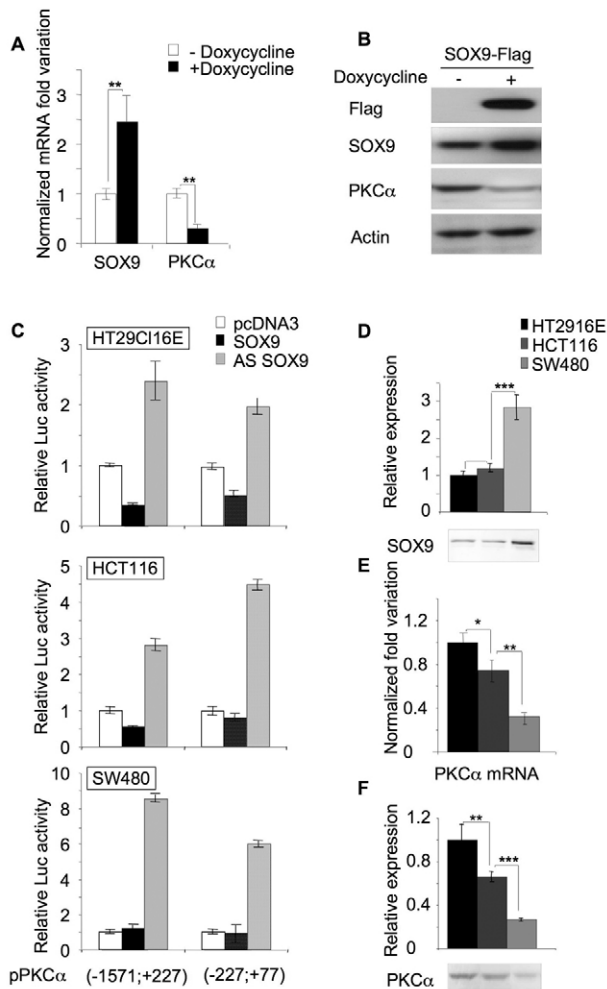 A
- Doxycycline
+Doxycycline
Normalized mRNA fold variation
3
2
1
0
**
**
SOX9 PKCα
B
SOX9-Flag
Doxycycline - +
Flag
SOX9
PKCα
Actin
C
pcDNA3
SOX9
AS SOX9
HT29Cl16E
Relative Luc activity
3
2
1
0
HCT116
Relative Luc activity
5
4
3
2
1
0
SW480
Relative Luc activity
10
8
6
4
2
0
pPKCα (-1571;+227) (-227;+77)
D
HT2916E
HCT116
SW480
Relative expression
3
2
1
0
***
SOX9
E
Normalized fold variation
1.2
0.8
0.4
0
*
**
PKCα mRNA
F
Relative expression
1.2
0.8
0.4
0
**
***
PKCα